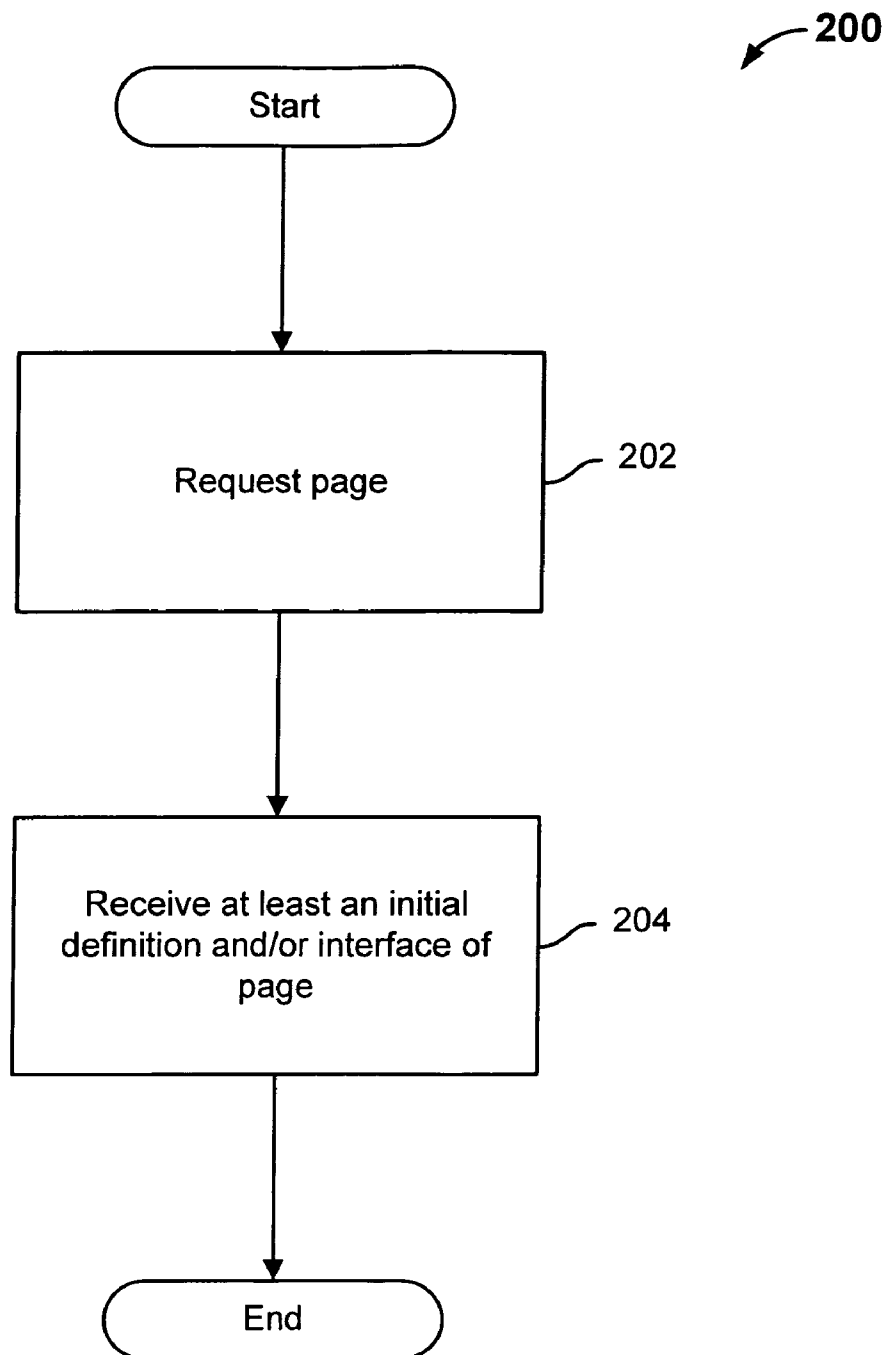 200
Start
Request page
202
Receive at least an initial
definition and/or interface of
page
204
End